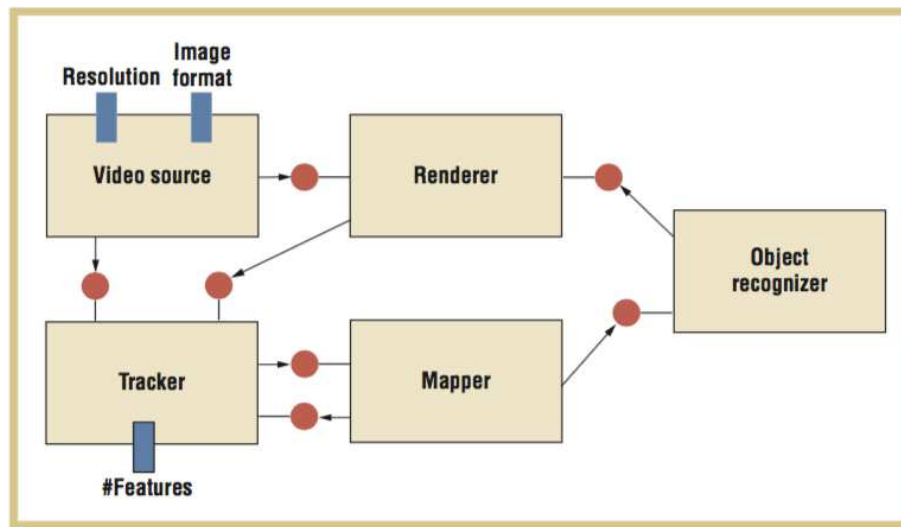 Resolution
Image
format
Video source
Renderer
Object
recognizer
Tracker
Mapper
#Features